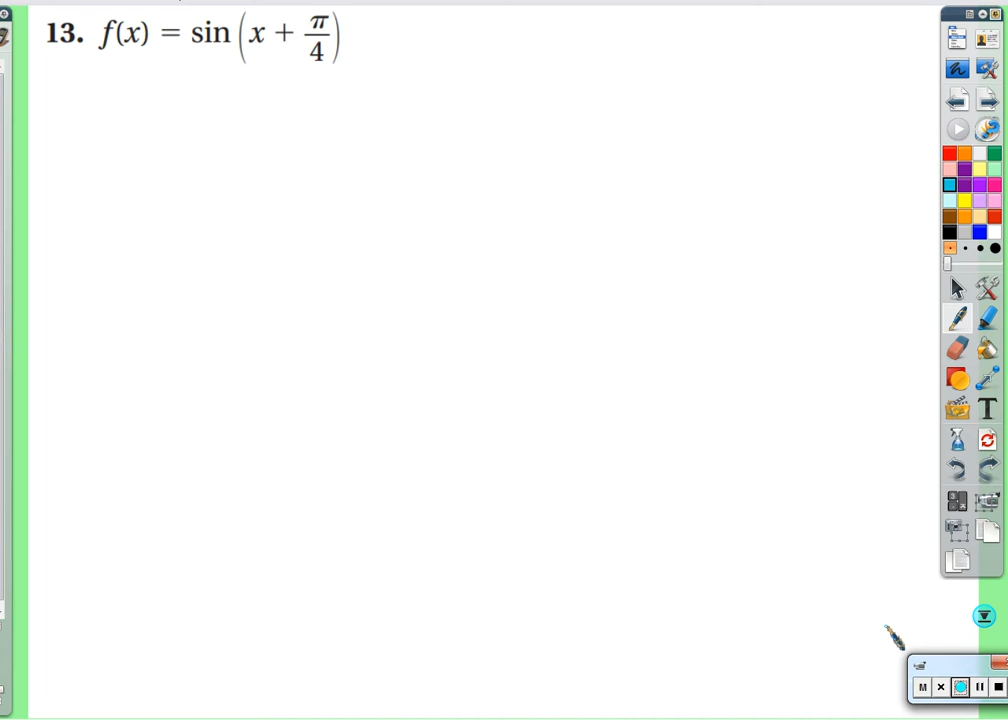 13. f(x) = sin (x + π/4)
M